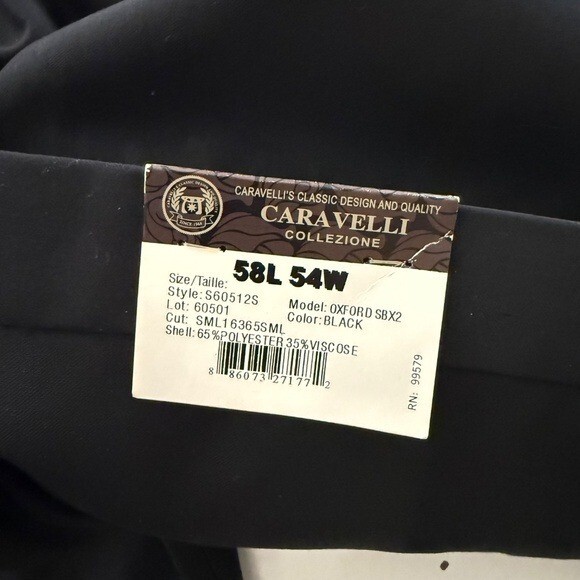 CARAVELLI'S CLASSIC DESIGN AND QUALITY
CARAVELLI
COLLEZIONE
SINCE
Size/Taille: 58L 54W
Style: S60512S Model: OXFORD SBX2
Lot: 60501 Color: BLACK
Cut: SML16365SML
Shell: 65%POLYESTER 35%VISCOSE
8 86073 27177 2
RN: 99579